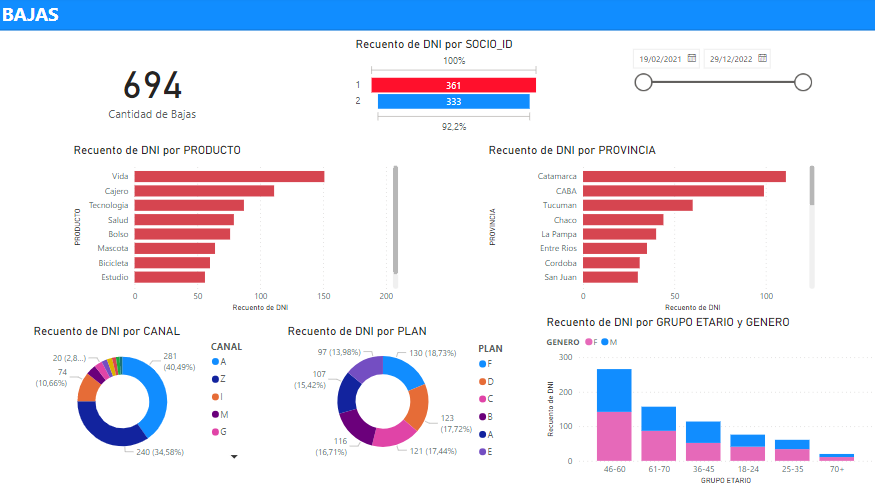 BAJAS
694
Cantidad de Bajas
Recuento de DNI por SOCIO_ID
100%
1 361
2 333
92,2%
19/02/2021 29/12/2022
Recuento de DNI por PRODUCTO
PRODUCTO
Vida
Cajero
Tecnologia
Salud
Bolso
Mascota
Bicicleta
Estudio
0 50 100 150 200
Recuento de DNI
Recuento de DNI por PROVINCIA
PROVINCIA
Catamarca
CABA
Tucuman
Chaco
La Pampa
Entre Rios
Cordoba
San Juan
0 50 100
Recuento de DNI
Recuento de DNI por CANAL
281
(40,49%)
240 (34,58%)
74
(10,66%)
20 (2,8...)
CANAL
A
Z
I
M
G
Recuento de DNI por PLAN
130 (18,73%)
123
(17,72%)
121 (17,44%)
116
(16,71%)
107
(15,42%)
97 (13,98%)
PLAN
F
D
C
B
A
E
Recuento de DNI por GRUPO ETARIO y GENERO
GENERO F M
Recuento de DNI
300
200
100
0
46-60 61-70 36-45 18-24 25-35 70+
GRUPO ETARIO